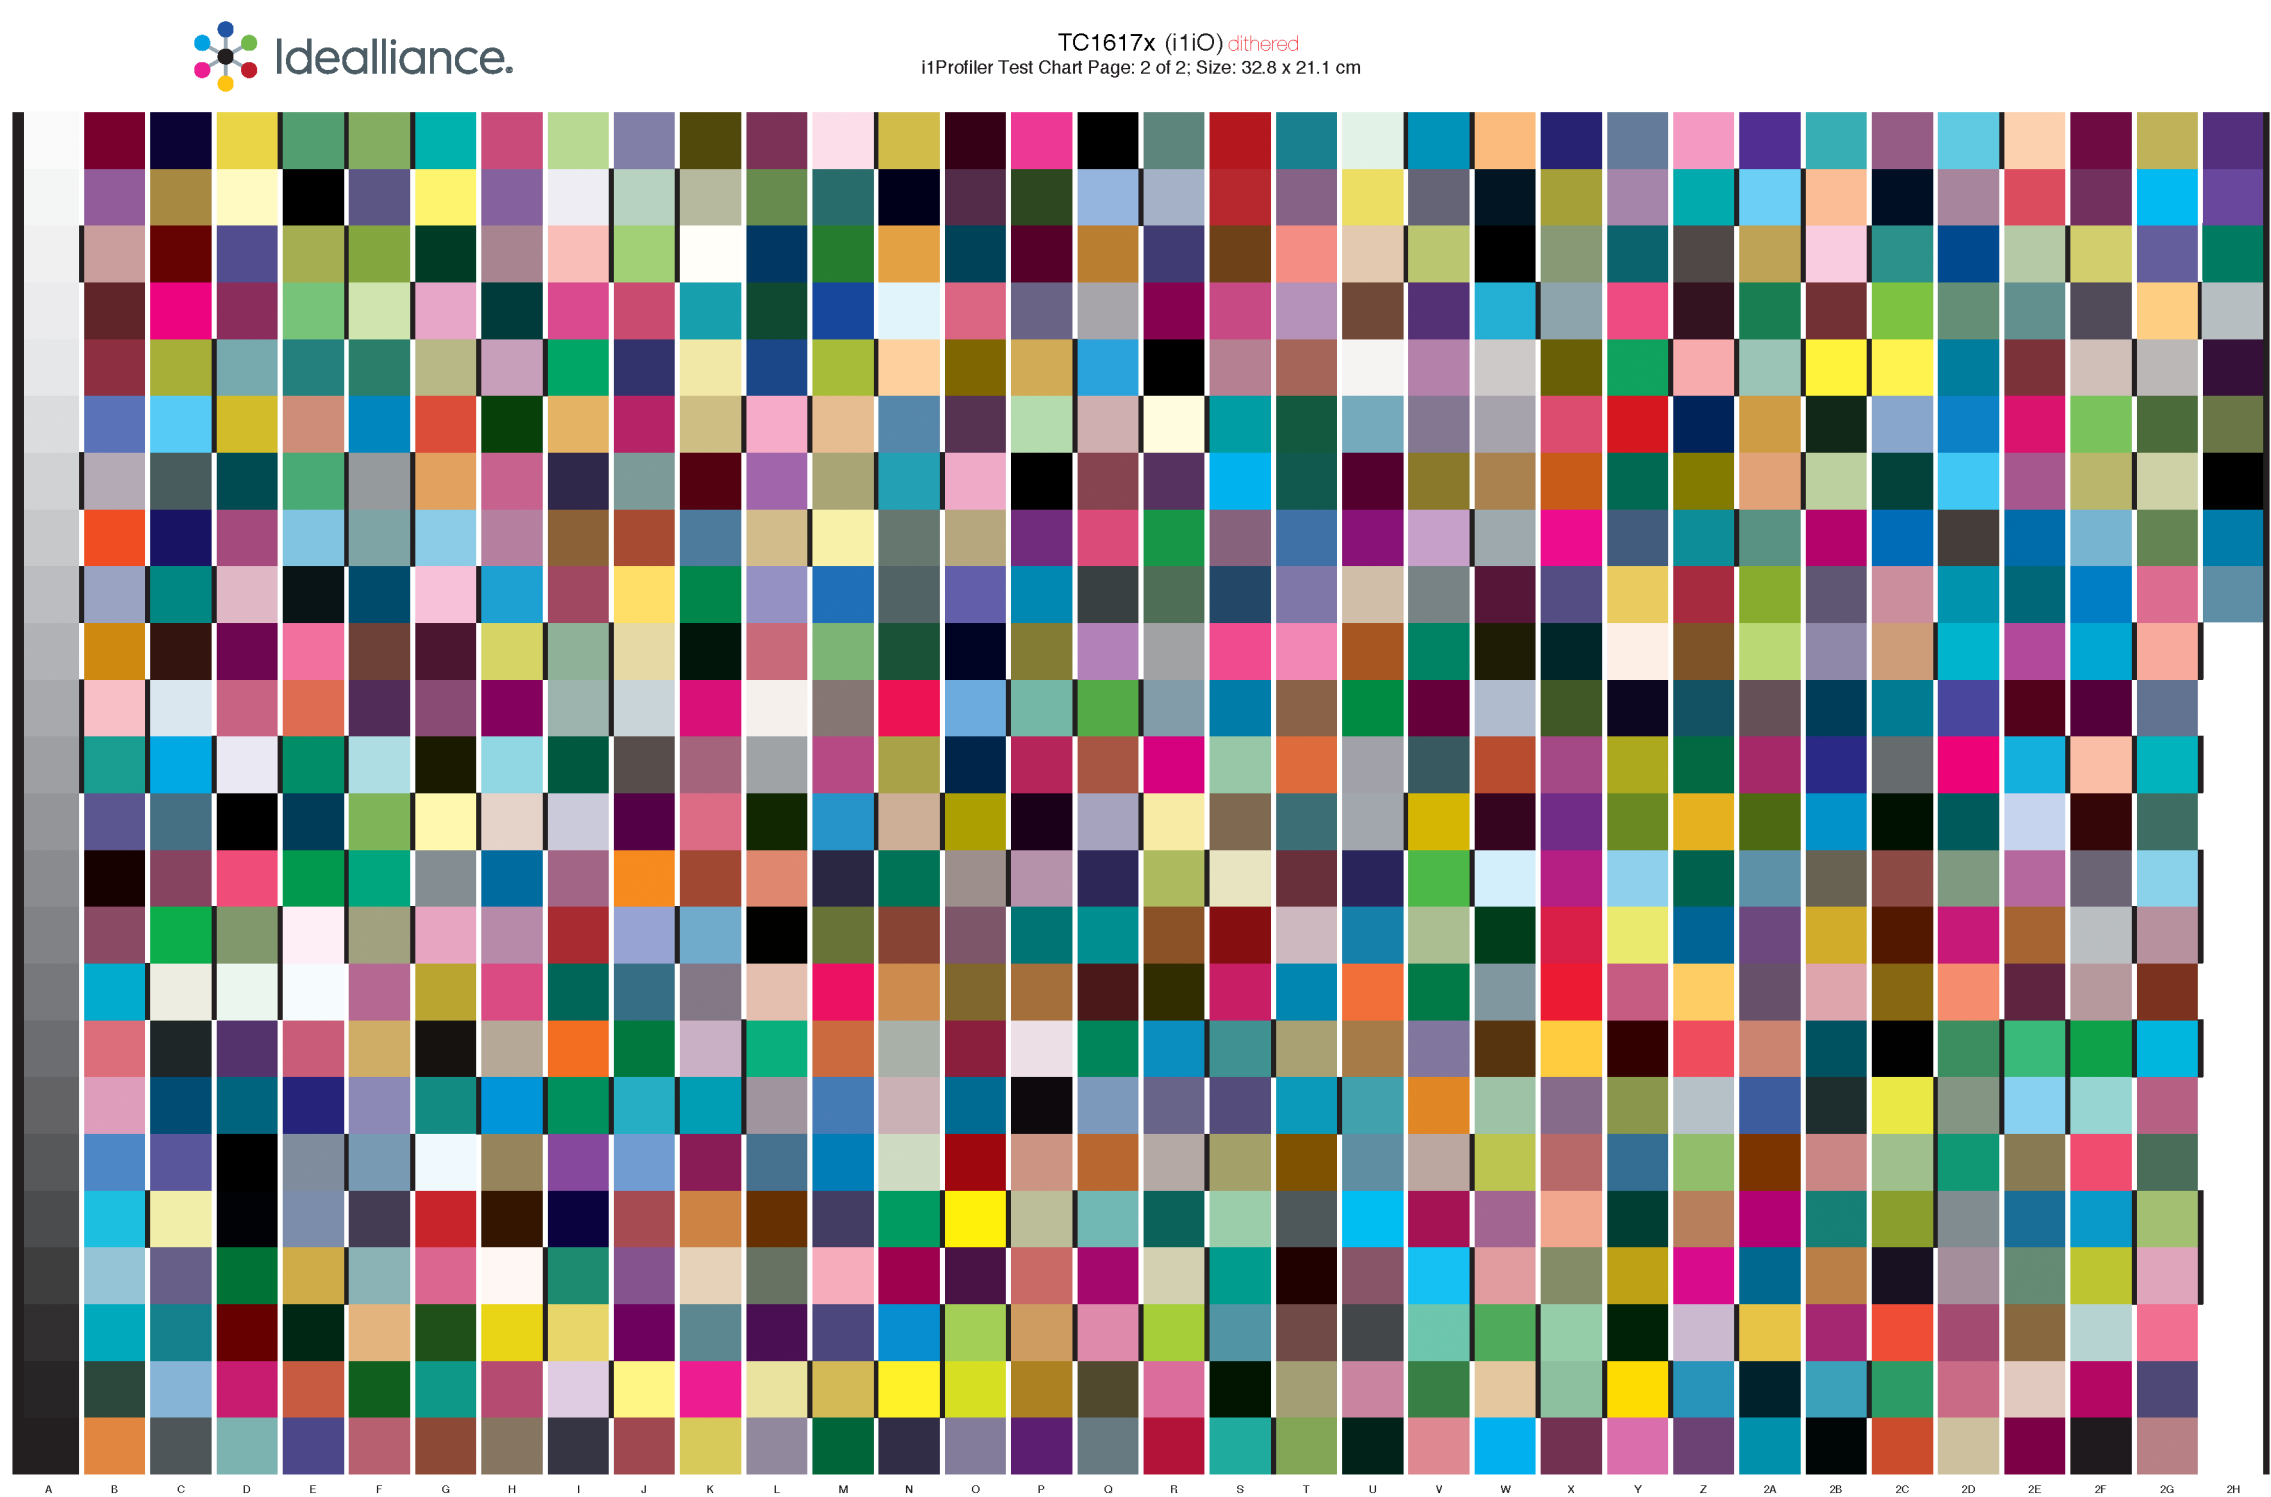 Idealliance.
TC1617x (i1iO) dithered
i1Profiler Test Chart Page: 2 of 2; Size: 32.8 x 21.1 cm
A B C D E F G H I J K L M N O P Q R S T U V W X Y Z 2A 2B 2C 2D 2E 2F 2G 2H